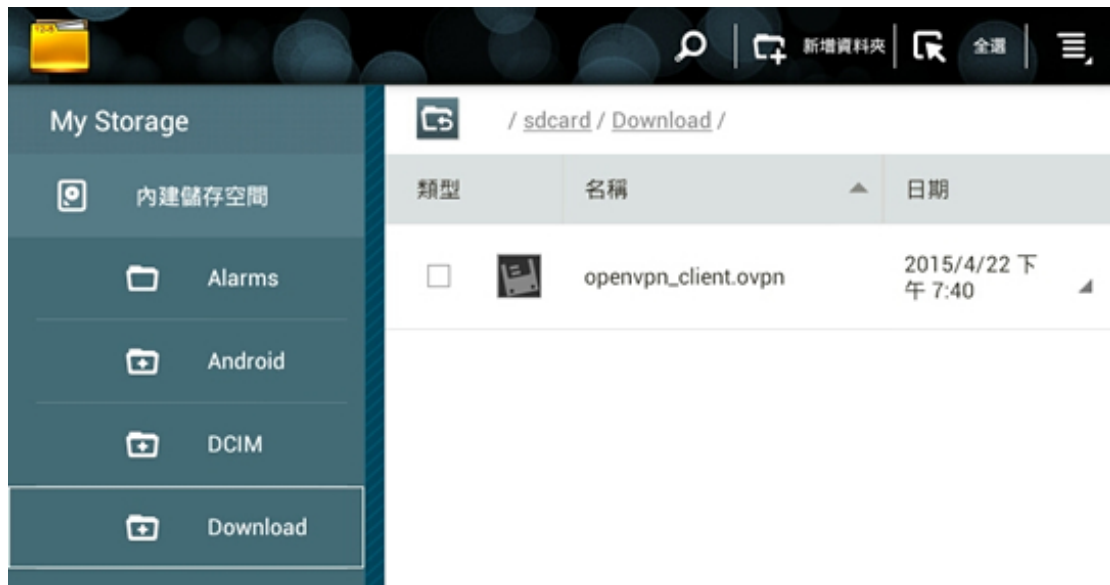 新增資料夾
全選
My Storage
/ sdcard / Download /
內建儲存空間
類型
名稱
日期
Alarms
openvpn_client.ovpn
2015/4/22 下
午 7:40
Android
DCIM
Download